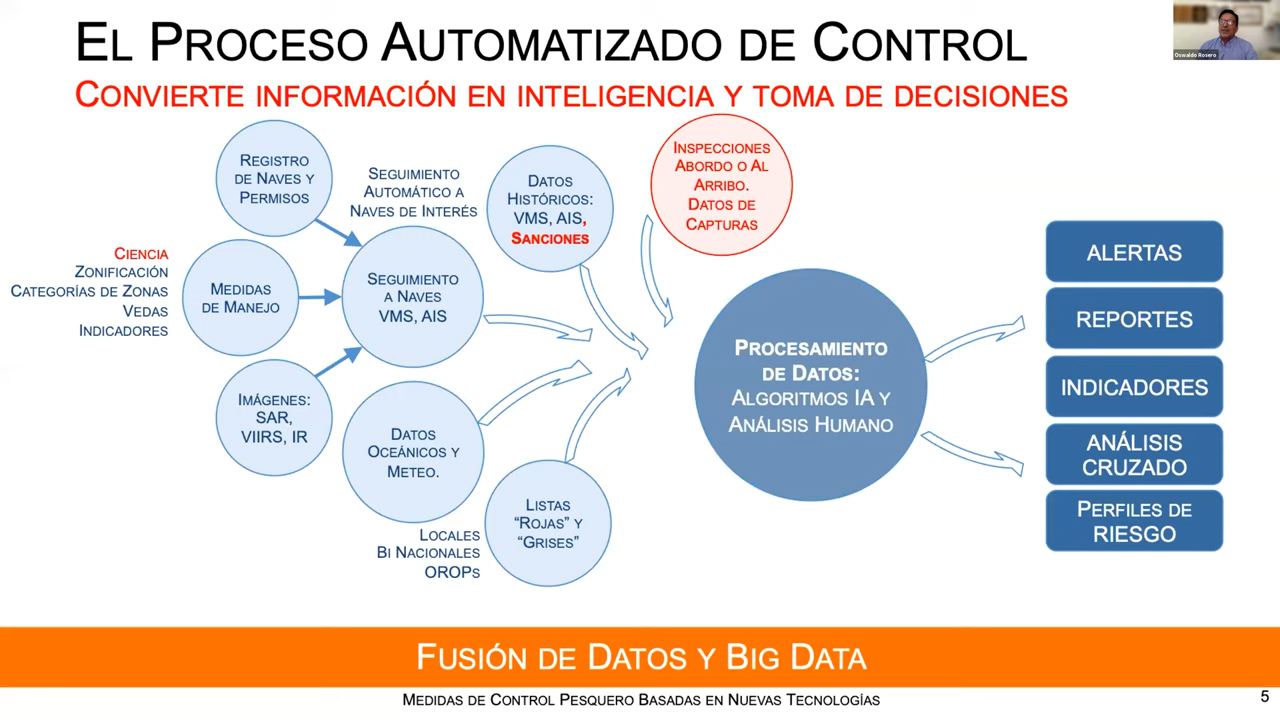 EL PROCESO AUTOMATIZADO DE CONTROL
CONVIERTE INFORMACIÓN EN INTELIGENCIA Y TOMA DE DECISIONES
Oswaldo Rosero
REGISTRO
DE NAVES Y
PERMISOS
SEGUIMIENTO
AUTOMÁTICO A
NAVES DE INTERÉS
DATOS
HISTÓRICOS:
VMS, AIS,
SANCIONES
INSPECCIONES
ABORDO O AL
ARRIBO.
DATOS DE
CAPTURAS
CIENCIA
ZONIFICACIÓN
CATEGORÍAS DE ZONAS
VEDAS
INDICADORES
MEDIDAS
DE MANEJO
SEGUIMIENTO
A NAVES
VMS, AIS
IMÁGENES:
SAR,
VIIRS, IR
DATOS
OCEÁNICOS Y
METEO.
LOCALES
BI NACIONALES
OROPS
LISTAS
“ROJAS” Y
“GRISES”
PROCESAMIENTO
DE DATOS:
ALGORITMOS IA Y
ANÁLISIS HUMANO
ALERTAS
REPORTES
INDICADORES
ANÁLISIS
CRUZADO
PERFILES DE
RIESGO
FUSIÓN DE DATOS Y BIG DATA
MEDIDAS DE CONTROL PESQUERO BASADAS EN NUEVAS TECNOLOGÍAS
5